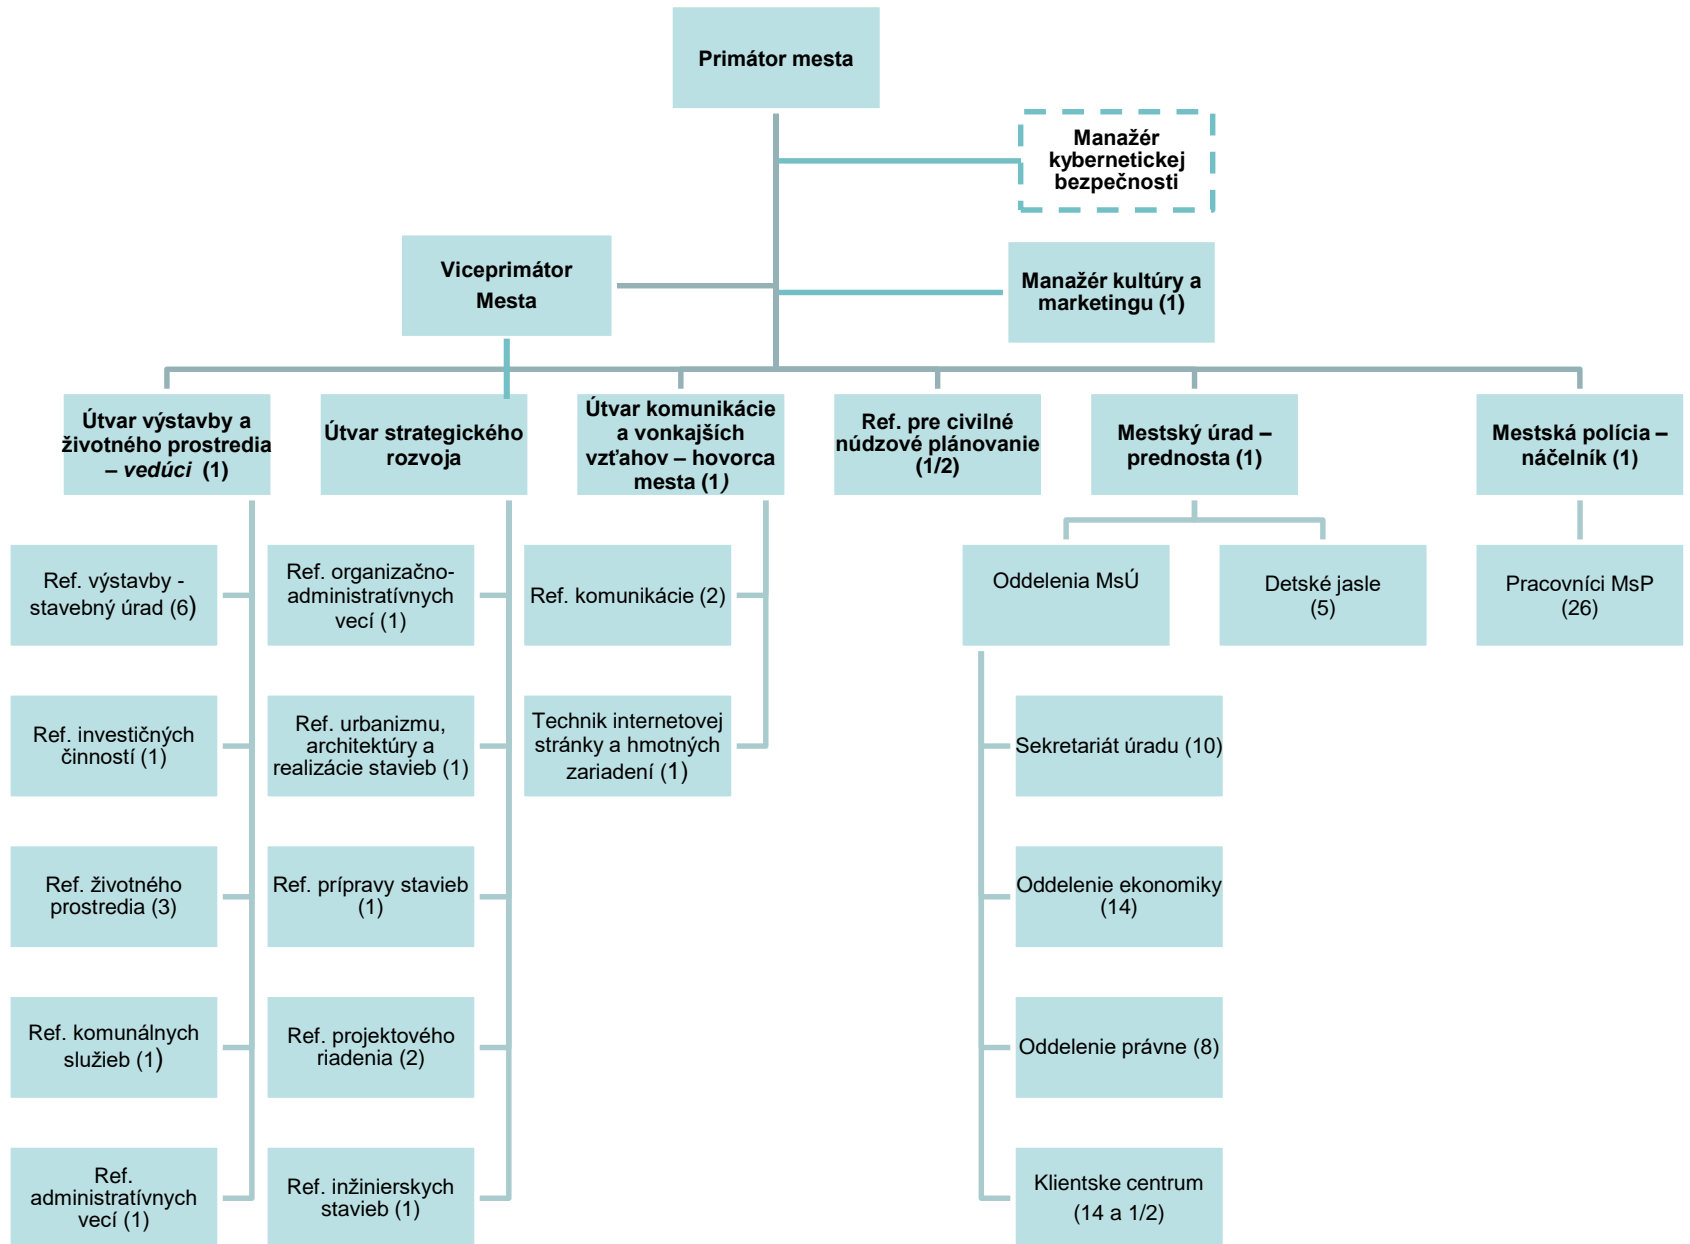 Primátor mesta
Manažér
kybernetickej
bezpečnosti
Viceprimátor
Mesta
Manažér kultúry a
marketingu (1)
Útvar výstavby a
životného prostredia
– vedúci (1)
Útvar strategického
rozvoja
Útvar komunikácie
a vonkajších
vzťahov – hovorca
mesta (1)
Ref. pre civilné
núdzové plánovanie
(1/2)
Mestský úrad –
prednosta (1)
Mestská polícia –
náčelník (1)
Ref. výstavby -
stavebný úrad (6)
Ref. organizačno-
administratívnych
vecí (1)
Ref. komunikácie (2)
Oddelenia MsÚ
Detské jasle
(5)
Pracovníci MsP
(26)
Ref. investičných
činností (1)
Ref. urbanizmu,
architektúry a
realizácie stavieb (1)
Technik internetovej
stránky a hmotných
zariadení (1)
Sekretariát úradu (10)
Ref. životného
prostredia (3)
Ref. prípravy stavieb
(1)
Oddelenie ekonomiky
(14)
Ref. komunálnych
služieb (1)
Ref. projektového
riadenia (2)
Oddelenie právne (8)
Ref.
administratívnych
vecí (1)
Ref. inžinierskych
stavieb (1)
Klientske centrum
(14 a 1/2)